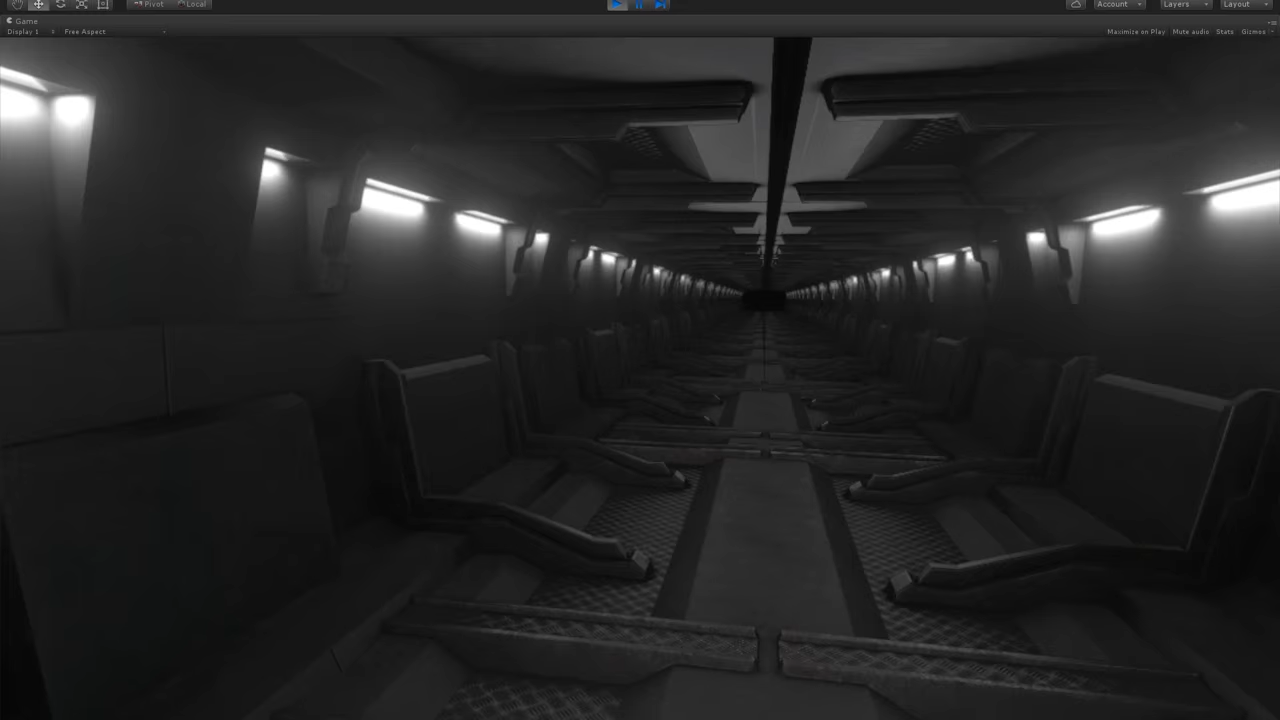 Pivot Local Account Layers Layout
Game
Display 1 Free Aspect Maximize on Play Mute audio Stats Gizmos